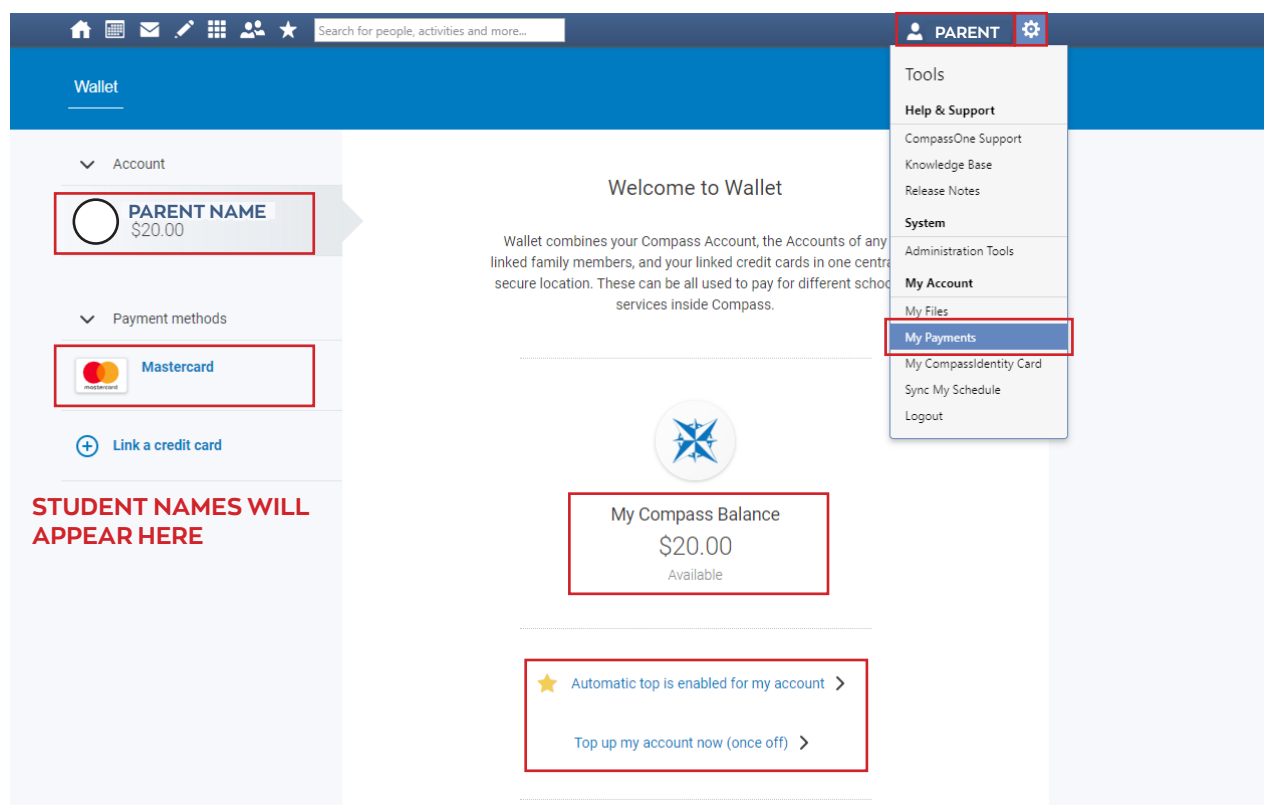 Search for people, activities and more...
PARENT
Wallet
Tools
Help & Support
CompassOne Support
Knowledge Base
Release Notes
System
Administration Tools
My Account
My Files
My Payments
My CompassIdentity Card
Sync My Schedule
Logout
Account
PARENT NAME
$20.00
Payment methods
mastercard
Mastercard
Link a credit card
STUDENT NAMES WILL
APPEAR HERE
Welcome to Wallet
Wallet combines your Compass Account, the Accounts of any
linked family members, and your linked credit cards in one centra
secure location. These can be all used to pay for different schoo
services inside Compass.
My Compass Balance
$20.00
Available
Automatic top is enabled for my account
Top up my account now (once off)